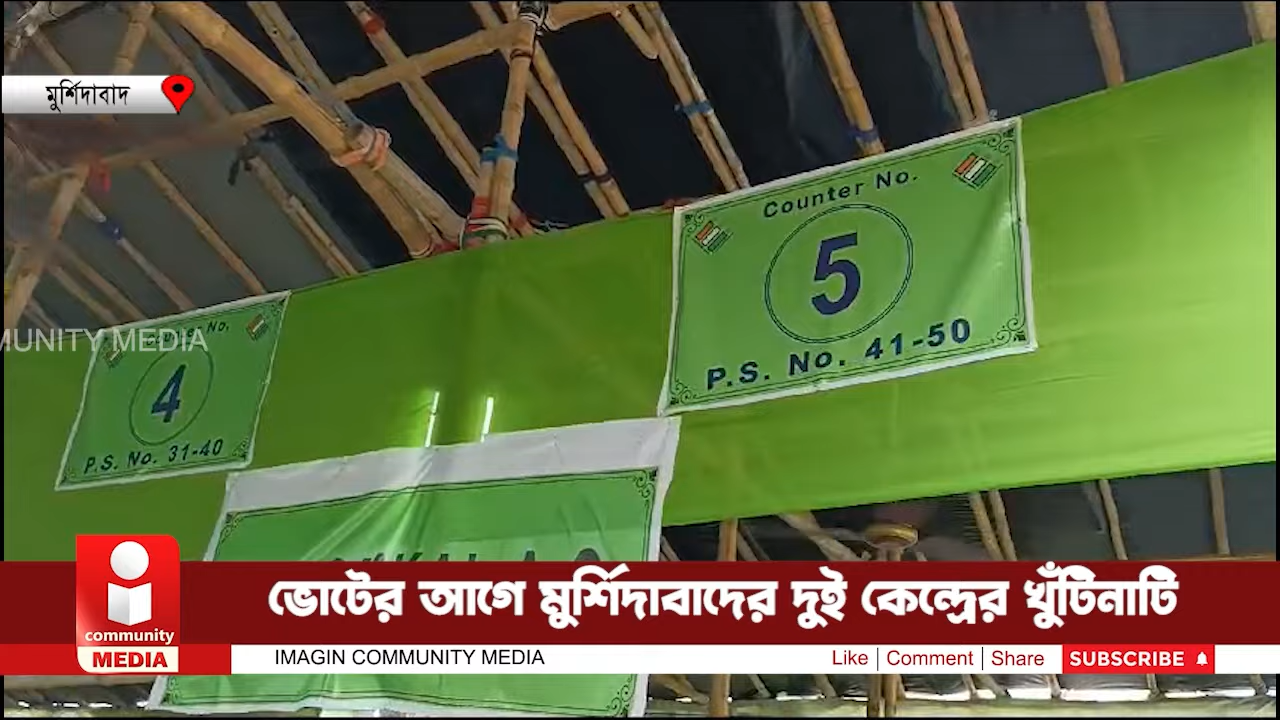 মুর্শিদাবাদ
Counter No.
5
P.S. No. 41-50
Counter No.
4
P.S. No. 31-40
MUNITY MEDIA
i
community
MEDIA
ভোটের আগে মুর্শিদাবাদের দুই কেন্দ্রের খুঁটিনাটি
IMAGIN COMMUNITY MEDIA
Like | Comment | Share
SUBSCRIBE